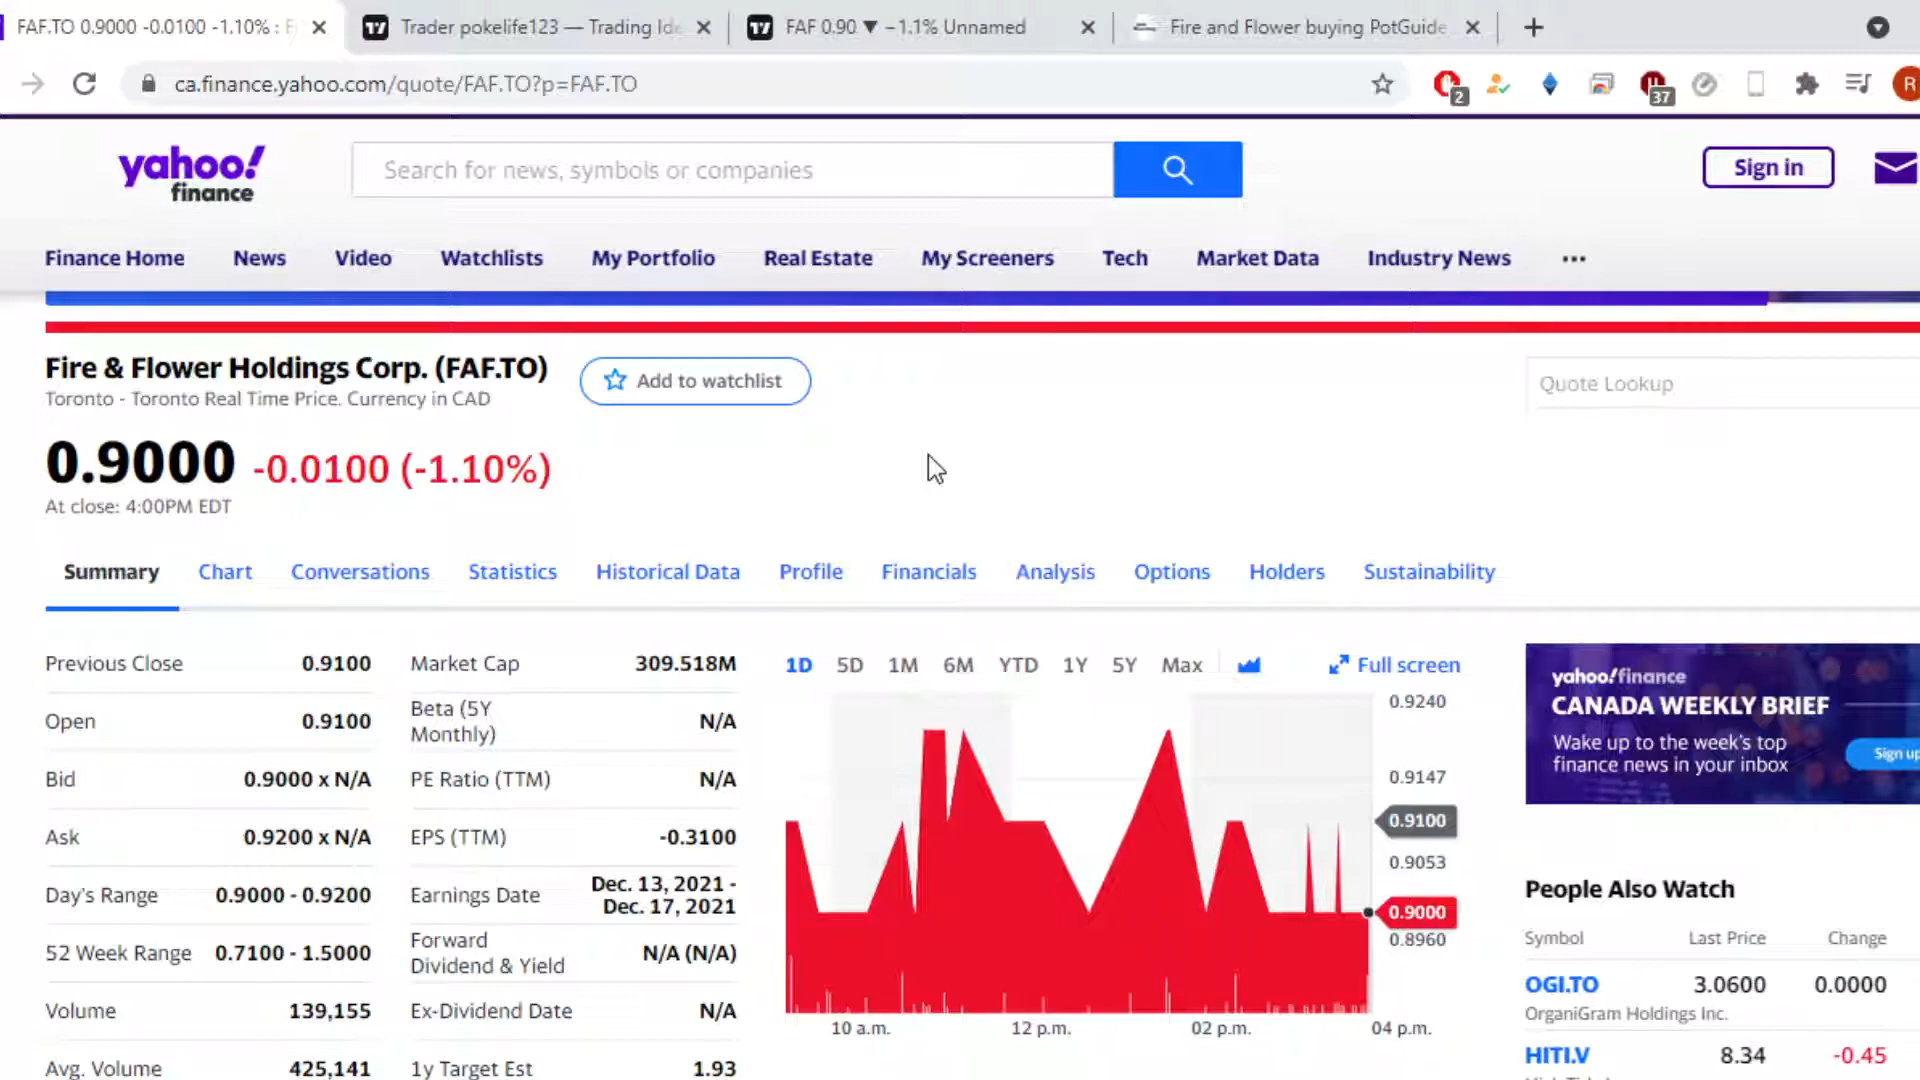 FAF.TO 0.9000 -0.0100 -1.10% : F
Trader pokelife123 — Trading Ide
FAF 0.90 ▼ −1.1% Unnamed
Fire and Flower buying PotGuide
ca.finance.yahoo.com/quote/FAF.TO?p=FAF.TO
2
37
R
yahoo!
finance
Search for news, symbols or companies
Sign in
Finance Home News Video Watchlists My Portfolio Real Estate My Screeners Tech Market Data Industry News •••
Fire & Flower Holdings Corp. (FAF.TO)
Toronto - Toronto Real Time Price. Currency in CAD
Add to watchlist
Quote Lookup
0.9000 -0.0100 (-1.10%)
At close: 4:00PM EDT
Summary Chart Conversations Statistics Historical Data Profile Financials Analysis Options Holders Sustainability
Previous Close 0.9100
Open 0.9100
Bid 0.9000 x N/A
Ask 0.9200 x N/A
Day's Range 0.9000 - 0.9200
52 Week Range 0.7100 - 1.5000
Volume 139,155
Avg. Volume 425,141
Market Cap 309.518M
Beta (5Y
Monthly) N/A
PE Ratio (TTM) N/A
EPS (TTM) -0.3100
Earnings Date Dec. 13, 2021 -
Dec. 17, 2021
Forward
Dividend & Yield N/A (N/A)
Ex-Dividend Date N/A
1y Target Est 1.93
1D 5D 1M 6M YTD 1Y 5Y Max Full screen
0.9240
0.9147
0.9100
0.9053
0.9000
0.8960
10 a.m. 12 p.m. 02 p.m. 04 p.m.
yahoo!finance
CANADA WEEKLY BRIEF
Wake up to the week's top
finance news in your inbox
Sign up
People Also Watch
Symbol Last Price Change
OGI.TO 3.0600 0.0000
OrganiGram Holdings Inc.
HITI.V 8.34 -0.45